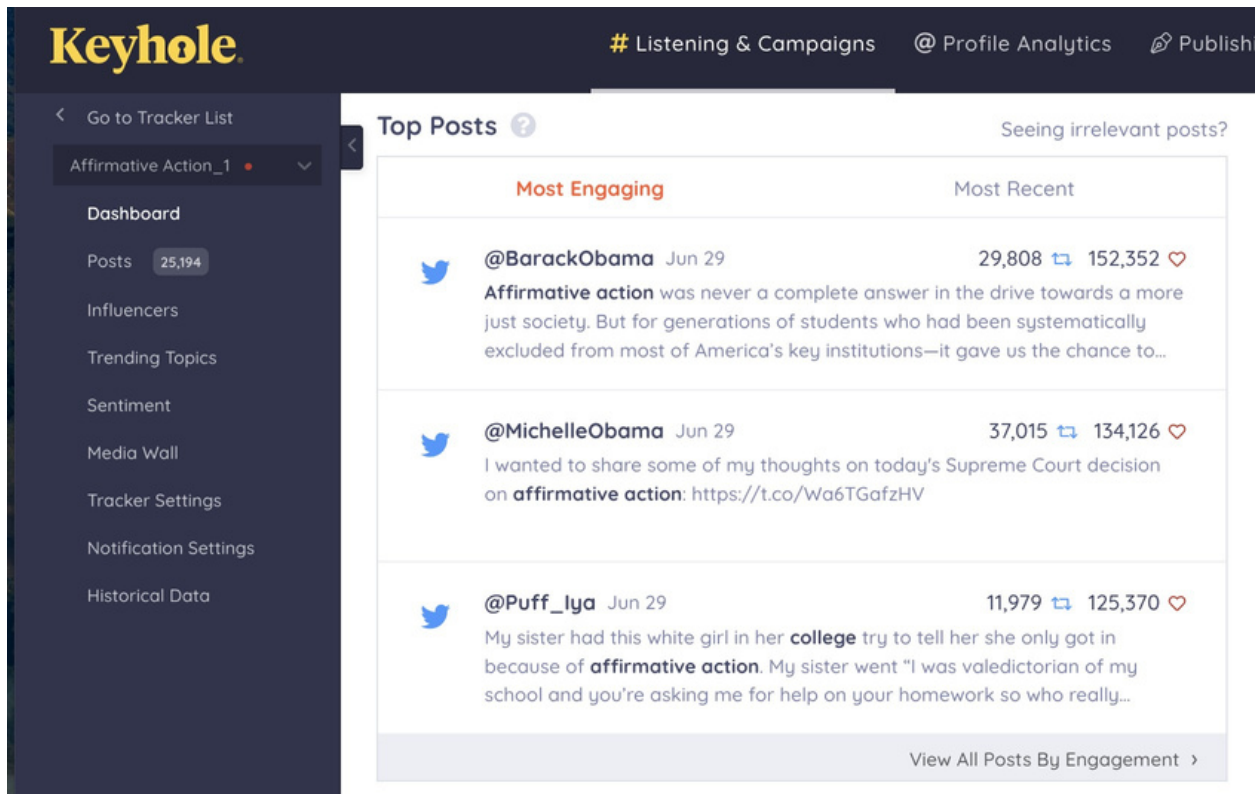 Keyhole.
# Listening & Campaigns
@ Profile Analytics
Go to Tracker List
Affirmative Action_1
Dashboard
Posts 25,194
Influencers
Trending Topics
Sentiment
Media Wall
Tracker Settings
Notification Settings
Historical Data
Top Posts ?
Seeing irrelevant posts?
Most Engaging
Most Recent
@BarackObama Jun 29 29,808 152,352
Affirmative action was never a complete answer in the drive towards a more
just society. But for generations of students who had been systematically
excluded from most of America's key institutions—it gave us the chance to...
@MichelleObama Jun 29 37,015 134,126
I wanted to share some of my thoughts on today's Supreme Court decision
on affirmative action: https://t.co/Wa6TGafzHV
@Puff_Iya Jun 29 11,979 125,370
My sister had this white girl in her college try to tell her she only got in
because of affirmative action. My sister went “I was valedictorian of my
school and you're asking me for help on your homework so who really...
View All Posts By Engagement